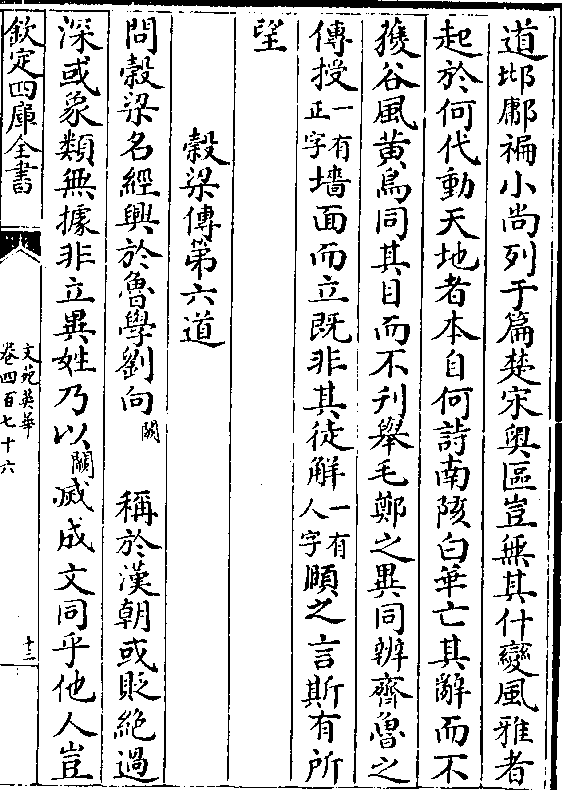 道邶鄘褊小尚列于篇楚宋奥區豈無其什變風雅者
起於何代動天地者本自何詩南陔白華亡其辭而不
獲谷風黄鳥同其目而不刋舉毛鄭之異同辨齊魯之
傳授一有正字墻面而立既非其徒解一有人字頤之言斯有所
望
穀梁傳第六道
問榖梁名經興於魯學劉向闕稱於漢朝或貶絶過
深或象類無據非立異姓乃以闕滅成文同乎他人豈
欽定四庫全書
文苑英華
卷四百七十六
十三